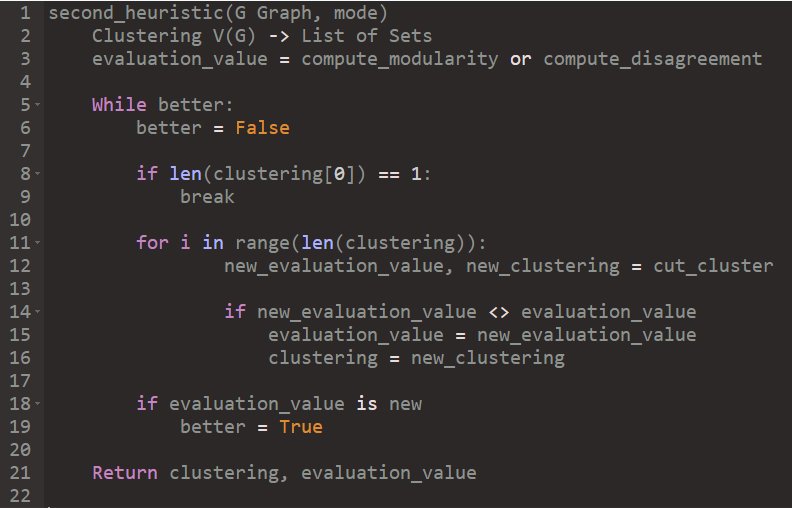 1 second_heuristic(G Graph, mode)
2     Clustering V(G) -> List of Sets
3     evaluation_value = compute_modularity or compute_disagreement
4
5     While better:
6         better = False
7
8         if len(clustering[0]) == 1:
9             break
10
11         for i in range(len(clustering)):
12                 new_evaluation_value, new_clustering = cut_cluster
13
14                 if new_evaluation_value <> evaluation_value
15                     evaluation_value = new_evaluation_value
16                     clustering = new_clustering
17
18         if evaluation_value is new
19             better = True
20
21     Return clustering, evaluation_value
22